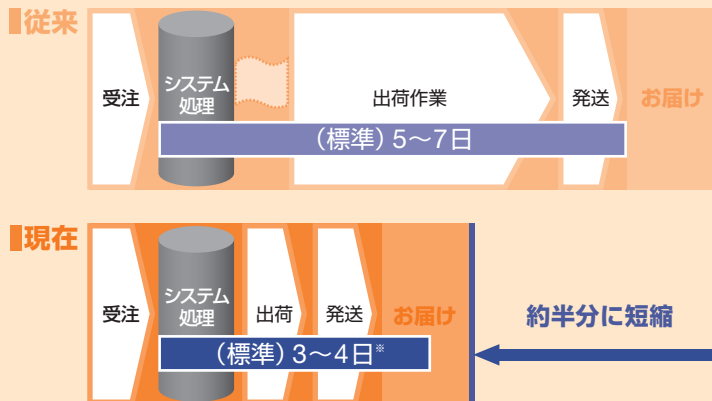 従来
受注
システム
処理
出荷作業
発送
お届け
（標準）5〜7日
現在
受注
システム
処理
出荷
発送
お届け
約半分に短縮
（標準）3〜4日※